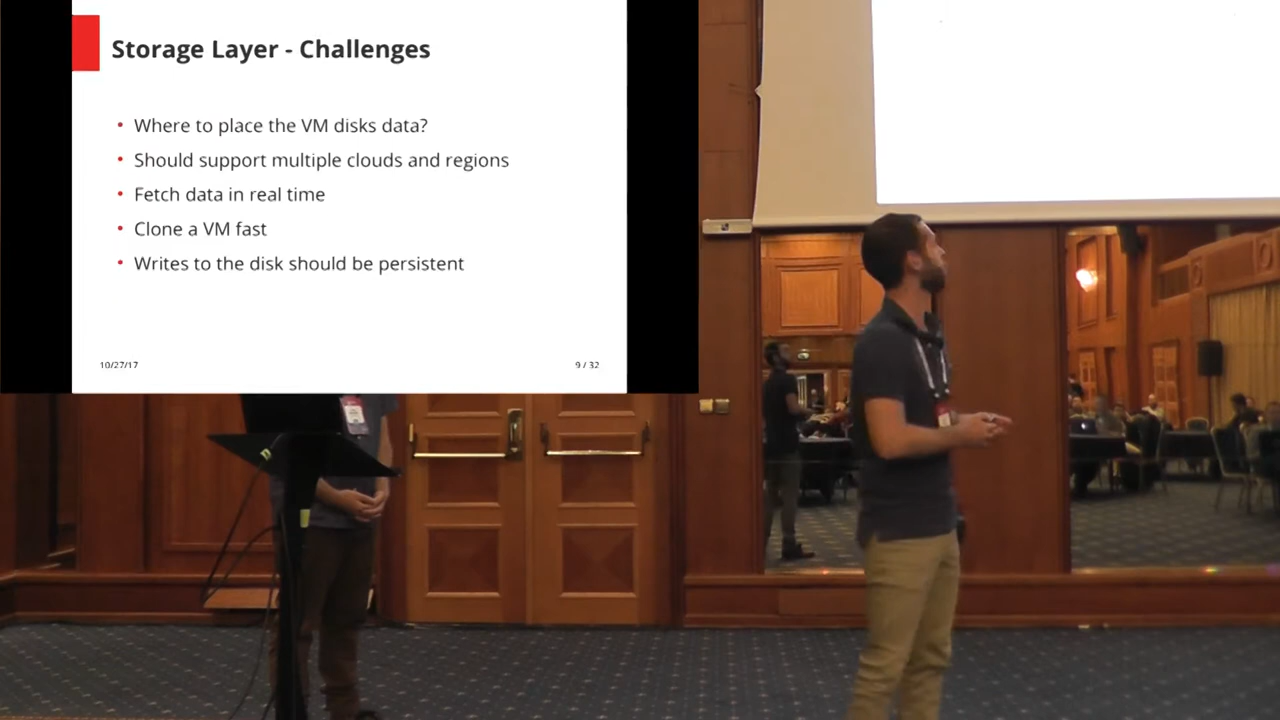 Storage Layer - Challenges
• Where to place the VM disks data?
• Should support multiple clouds and regions
• Fetch data in real time
• Clone a VM fast
• Writes to the disk should be persistent
10/27/17
9 / 32